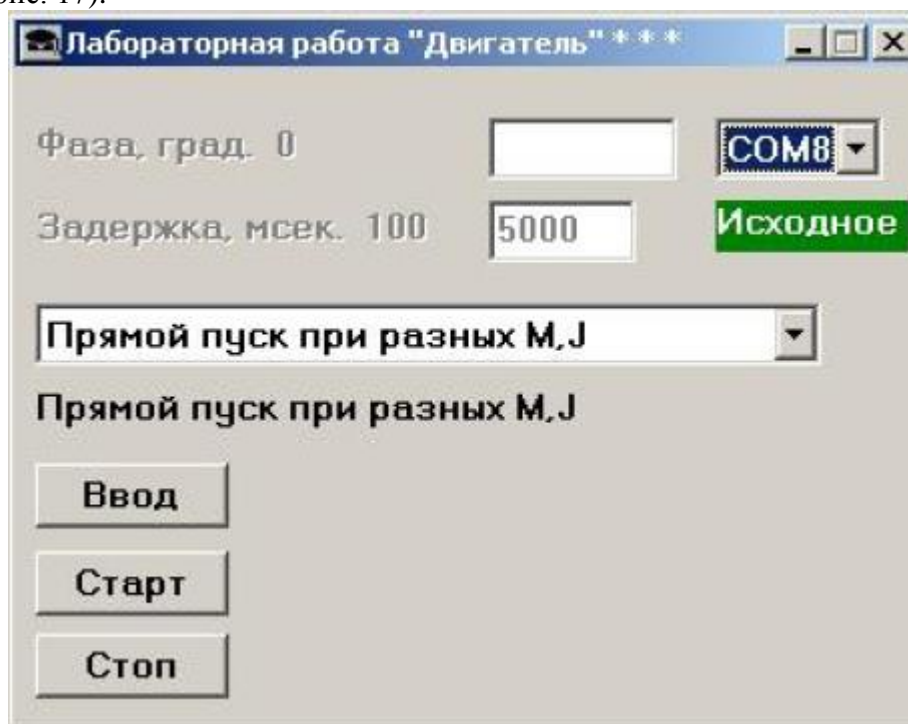 рис. 17).
Лабораторная работа "Двигатель" * * *
Фаза, град. 0
COM8
Задержка, мсек. 100 5000 Исходное
Прямой пуск при разных M,J
Прямой пуск при разных M,J
Ввод
Старт
Стоп